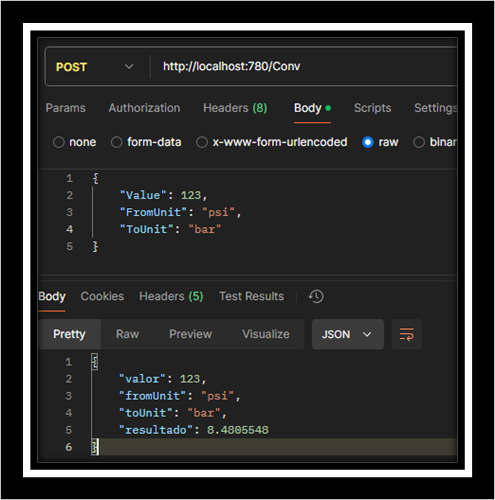 POST http://localhost:780/Conv
Params Authorization Headers (8) Body Scripts Settings
none form-data x-www-form-urlencoded raw binar
1 {
2 "Value": 123,
3 "FromUnit": "psi",
4 "ToUnit": "bar"
5 }
Body Cookies Headers (5) Test Results
Pretty Raw Preview Visualize JSON
1 {
2 "valor": 123,
3 "fromUnit": "psi",
4 "toUnit": "bar",
5 "resultado": 8.4805548
6 }